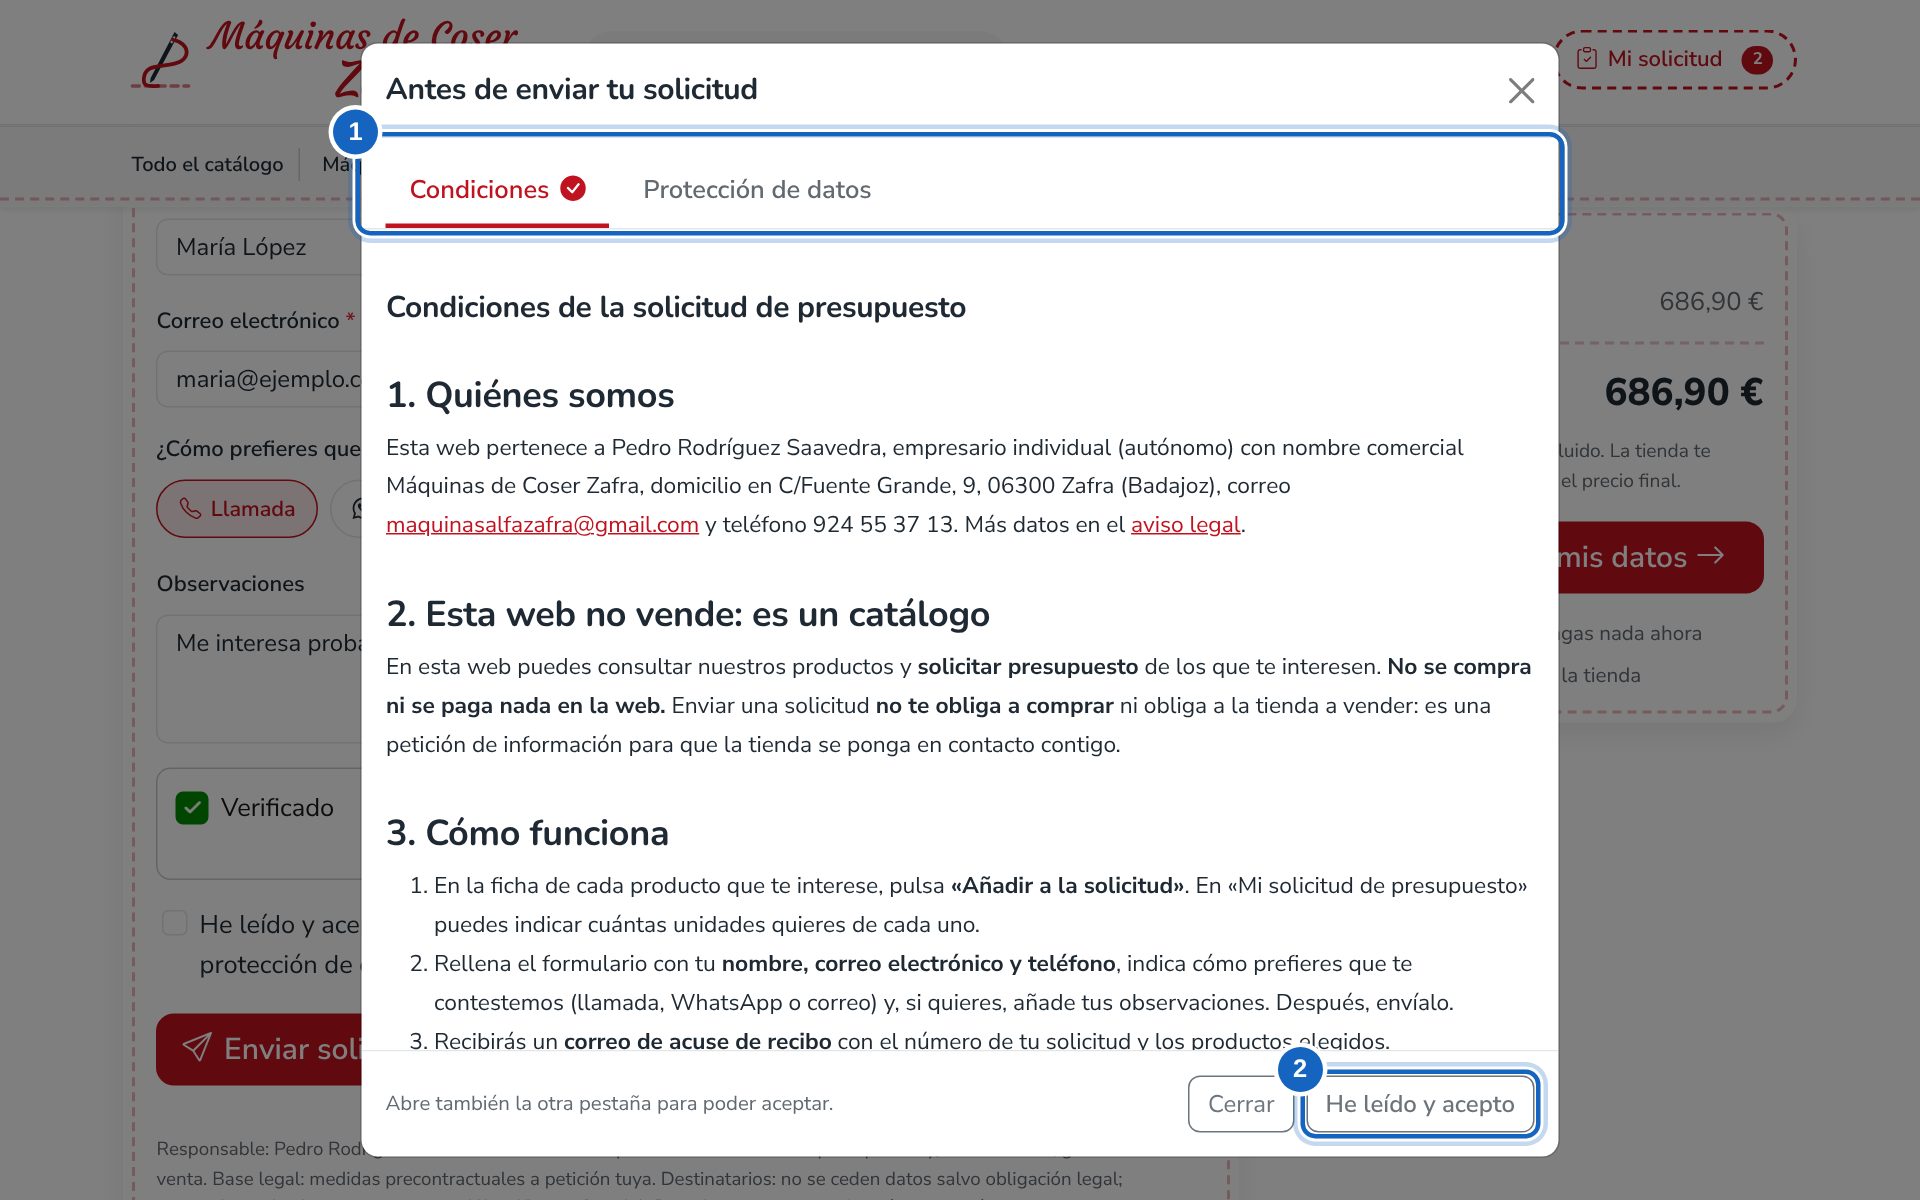 Máquinas de Coser
Z
Mi solicitud 2
Antes de enviar tu solicitud
1
Todo el catálogo
Condiciones
Protección de datos
María López
Correo electrónico *
maria@ejemplo.c
¿Cómo prefieres que
Llamada
Observaciones
Me interesa proba
Verificado
He leído y ace
protección de
Enviar soli
Condiciones de la solicitud de presupuesto
1. Quiénes somos
Esta web pertenece a Pedro Rodríguez Saavedra, empresario individual (autónomo) con nombre comercial
Máquinas de Coser Zafra, domicilio en C/Fuente Grande, 9, 06300 Zafra (Badajoz), correo
maquinasalfazafra@gmail.com y teléfono 924 55 37 13. Más datos en el aviso legal.
2. Esta web no vende: es un catálogo
En esta web puedes consultar nuestros productos y solicitar presupuesto de los que te interesen. No se compra
ni se paga nada en la web. Enviar una solicitud no te obliga a comprar ni obliga a la tienda a vender: es una
petición de información para que la tienda se ponga en contacto contigo.
3. Cómo funciona
1. En la ficha de cada producto que te interese, pulsa «Añadir a la solicitud». En «Mi solicitud de presupuesto»
puedes indicar cuántas unidades quieres de cada uno.
2. Rellena el formulario con tu nombre, correo electrónico y teléfono, indica cómo prefieres que te
contestemos (llamada, WhatsApp o correo) y, si quieres, añade tus observaciones. Después, envíalo.
3. Recibirás un correo de acuse de recibo con el número de tu solicitud y los productos elegidos.
2
Abre también la otra pestaña para poder aceptar.
Cerrar
He leído y acepto
686,90 €
686,90 €
luido. La tienda te
el precio final.
mis datos
gas nada ahora
la tienda
Responsable: Pedro Rodríg
venta. Base legal: medidas precontractuales a petición tuya. Destinatarios: no se ceden datos salvo obligación legal;